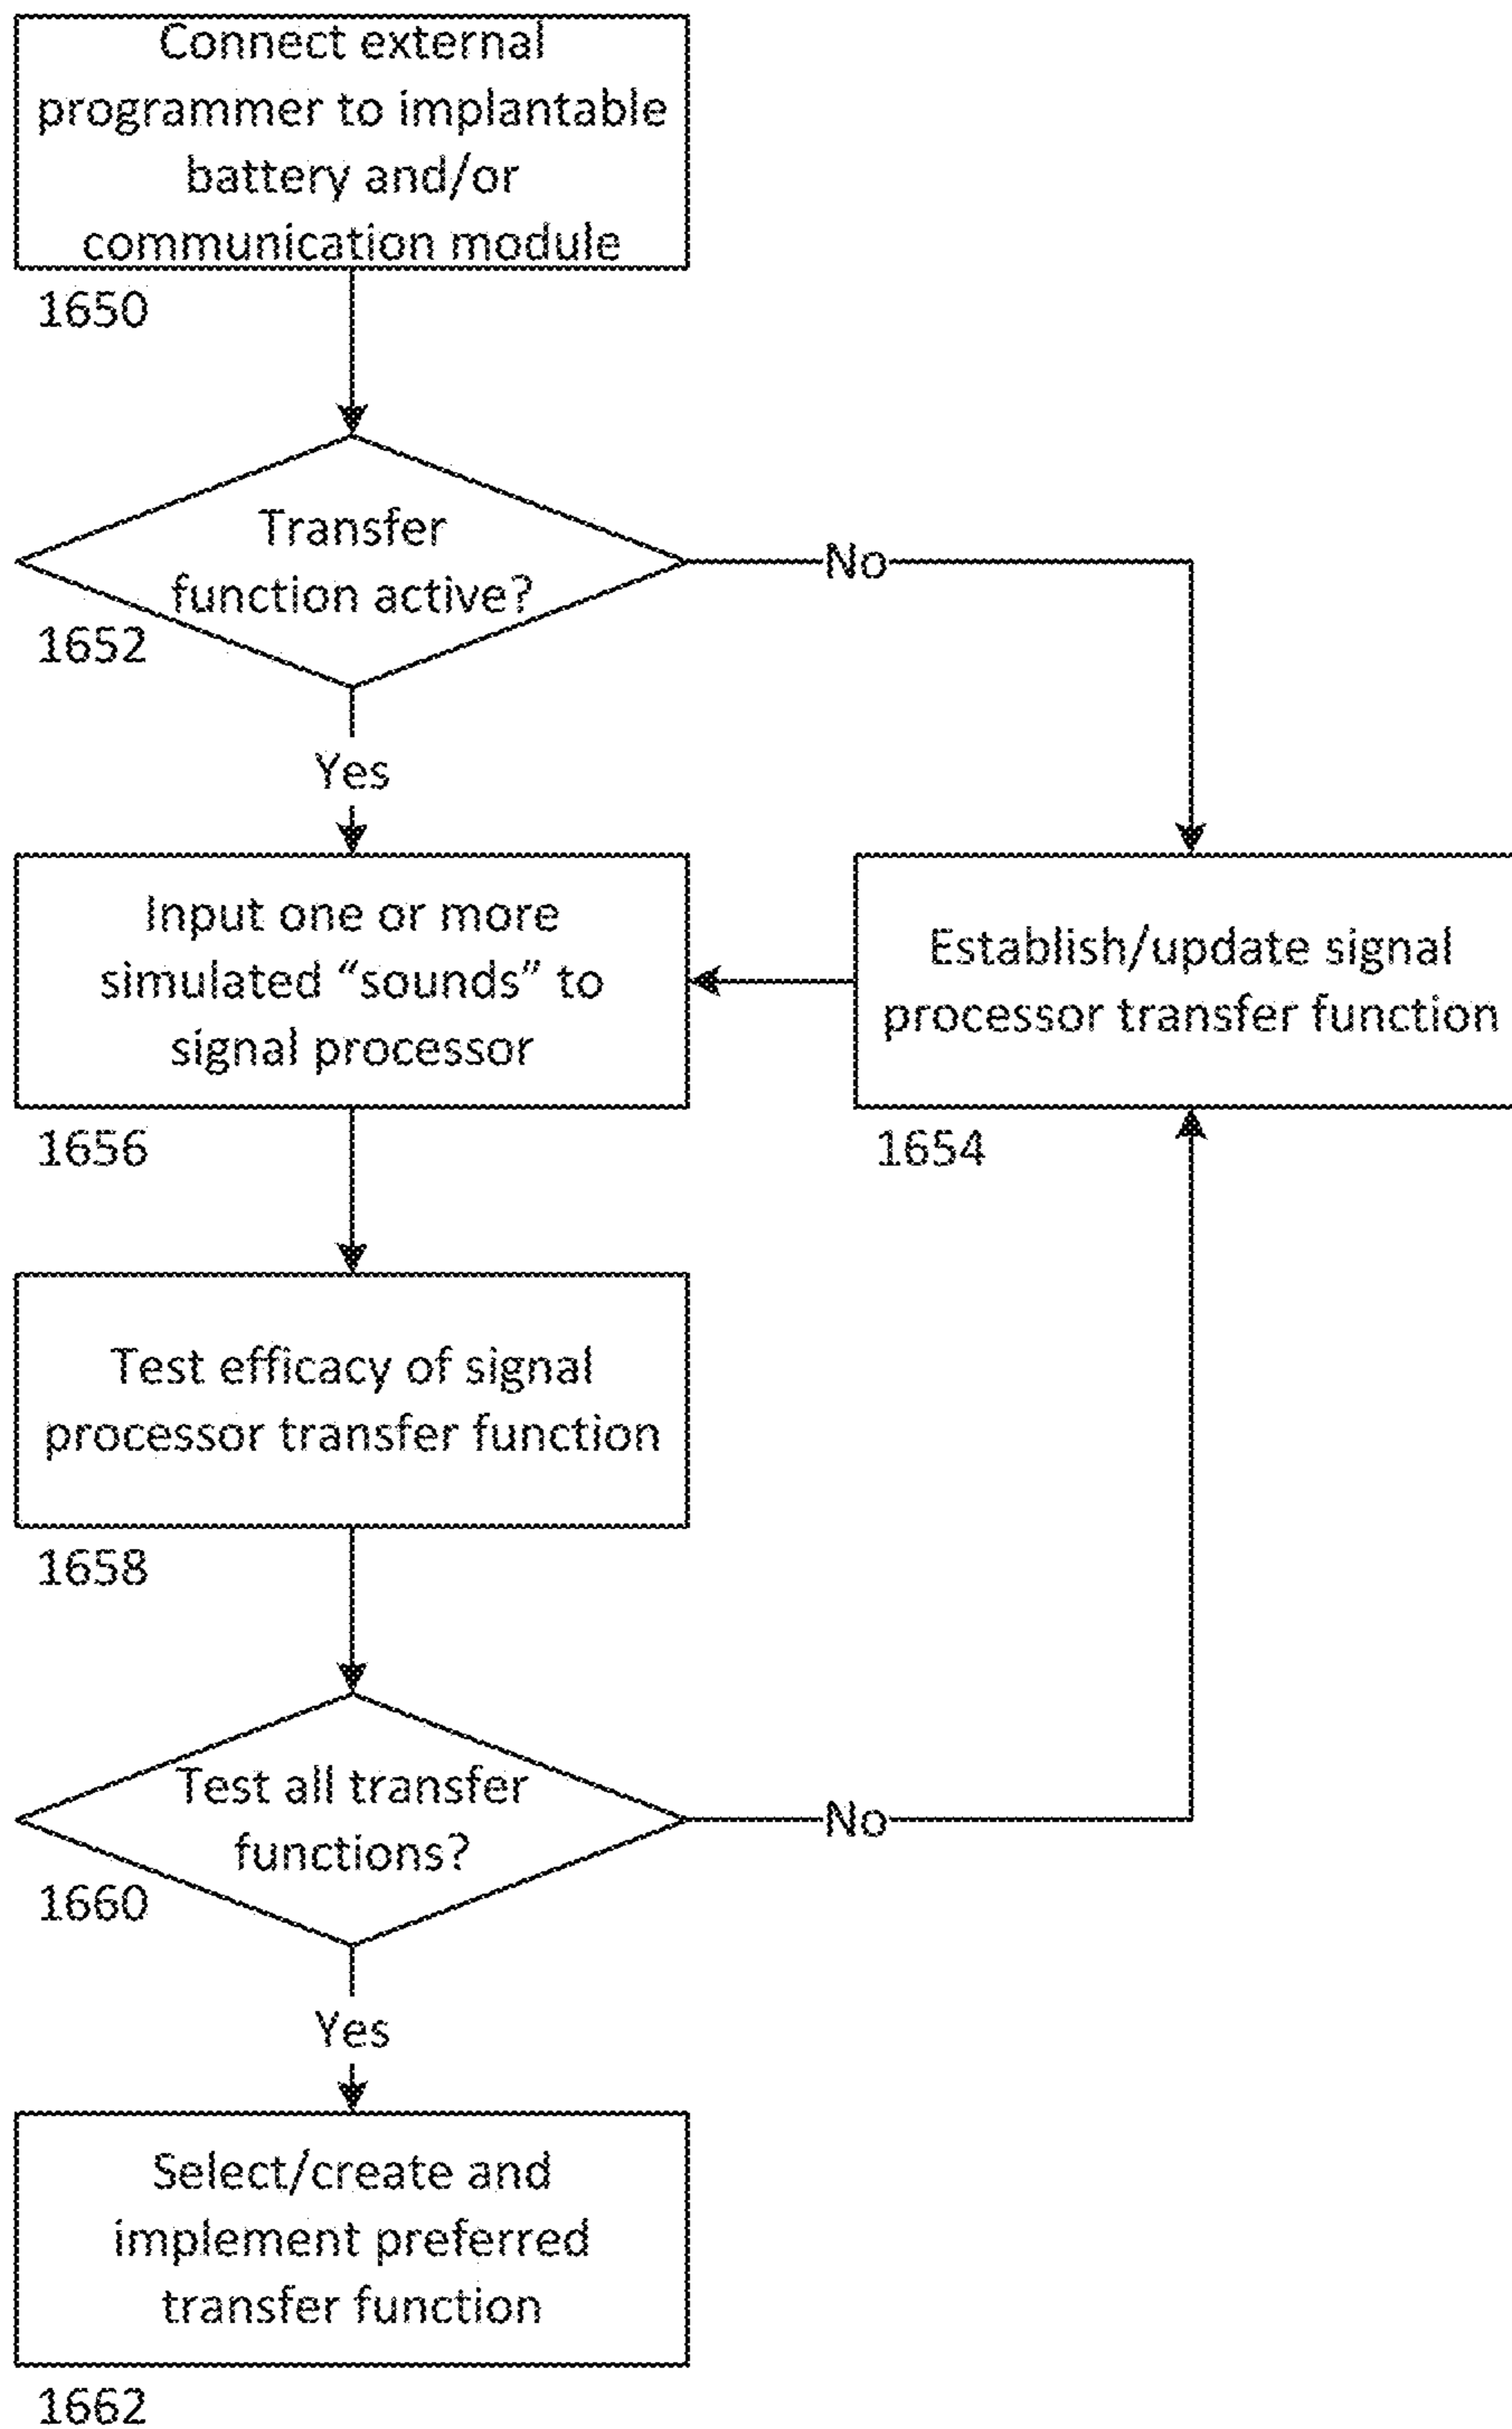 Connect external
programmer to implantable
battery and/or
communication module
1650
Transfer
function active?
No
1652
Yes
Input one or more
simulated “sounds” to
signal processor
1656
Establish/update signal
processor transfer function
1654
Test efficacy of signal
processor transfer function
1658
Test all transfer
functions?
No
1660
Yes
Select/create and
implement preferred
transfer function
1662